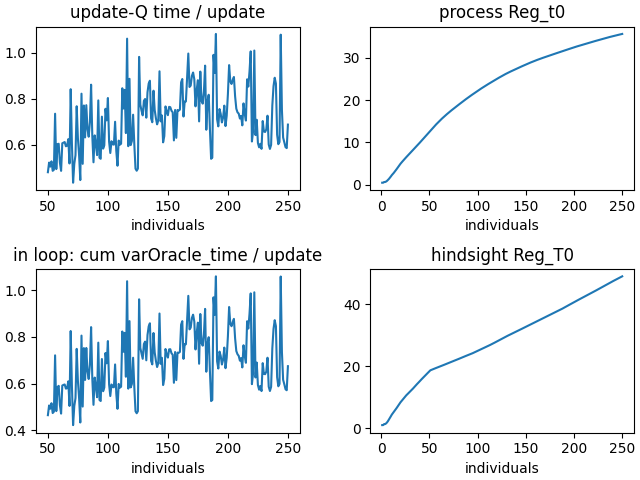 update-Q time / update
1.0
0.8
0.6
50 100 150 200 250
individuals
process Reg_t0
30
20
10
0
0 50 100 150 200 250
individuals
in loop: cum varOracle_time / update
1.0
0.8
0.6
0.4
50 100 150 200 250
individuals
hindsight Reg_T0
40
20
0
0 50 100 150 200 250
individuals